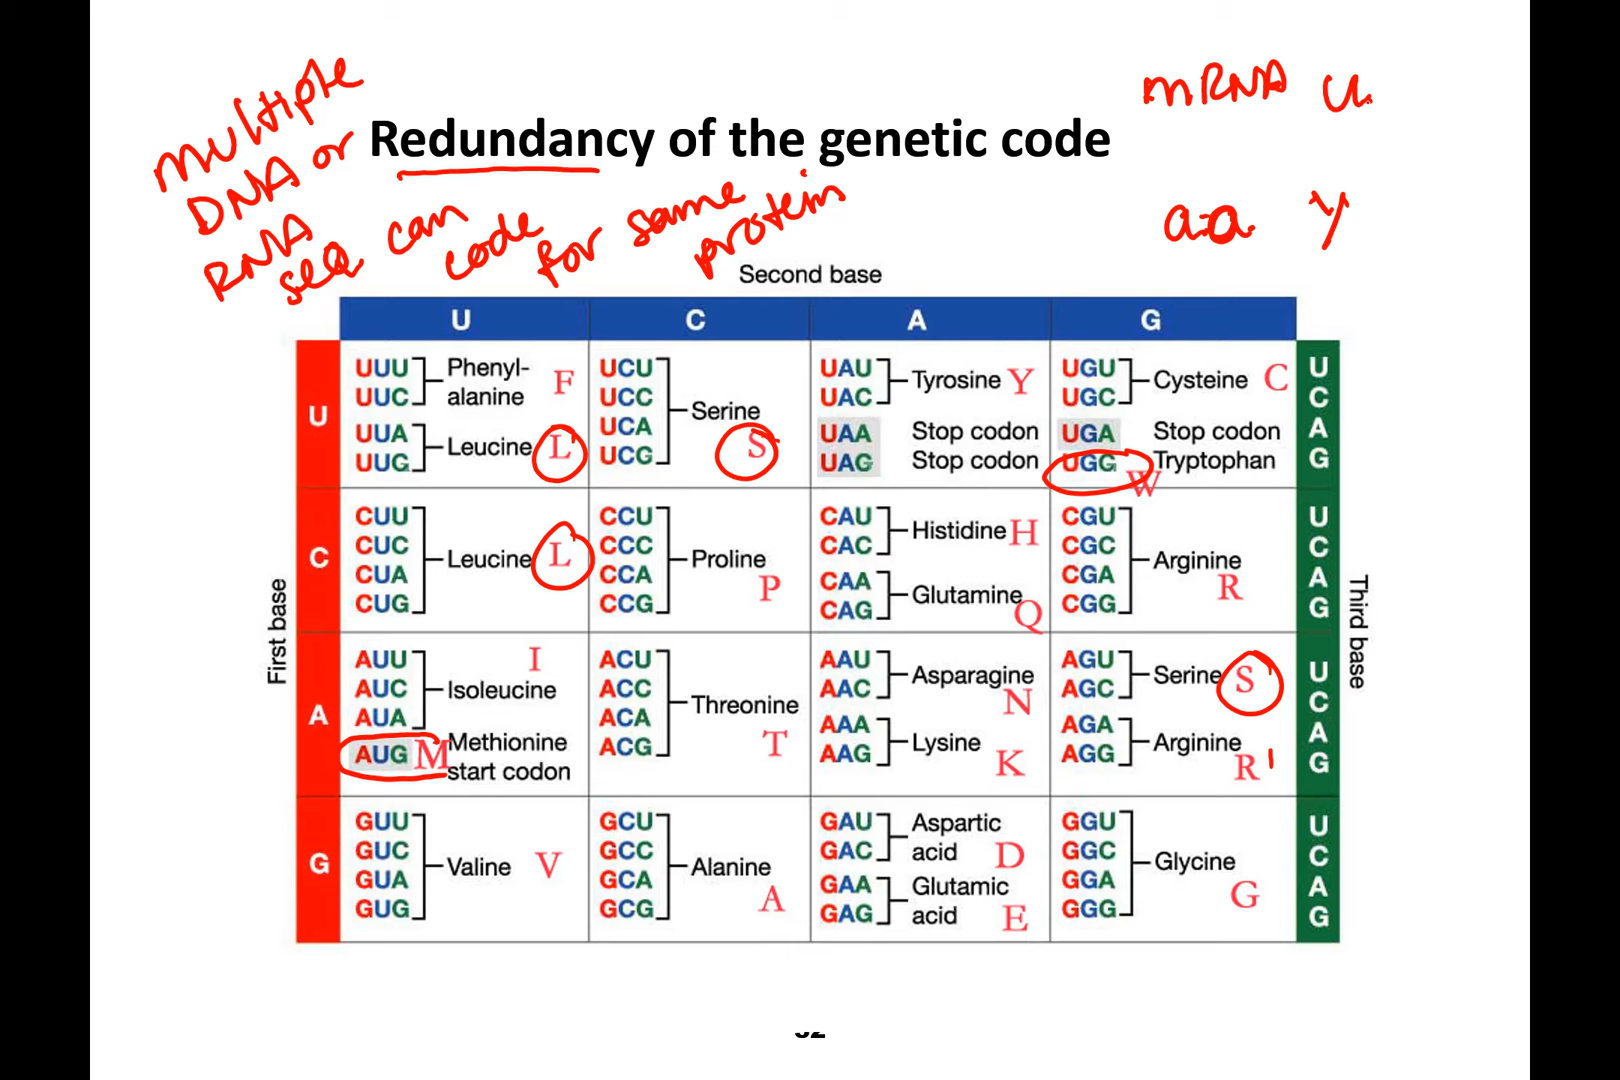 multiple
DNA or
RNA
seq can
code
for same
protein
Redundancy of the genetic code
mRNA U
a.a. Y
Second base
U C A G
First base
U
UUU
UUC
Phenyl-
alanine F
UUA
UUG
Leucine L
UCU
UCC
UCA
UCG
Serine S
UAU
UAC
Tyrosine Y
UAA Stop codon
UAG Stop codon
UGU
UGC
Cysteine C
UGA Stop codon
UGG Tryptophan
W
U
C
A
G
C
CUU
CUC
CUA
CUG
Leucine L
CCU
CCC
CCA
CCG
Proline
P
CAU
CAC
Histidine H
CAA
CAG
Glutamine
Q
CGU
CGC
CGA
CGG
Arginine
R
U
C
A
G
A
AUU
AUC
AUA
Isoleucine
I
AUG M Methionine
start codon
ACU
ACC
ACA
ACG
Threonine
T
AAU
AAC
Asparagine
N
AAA
AAG
Lysine
K
AGU
AGC
Serine S
AGA
AGG
Arginine
R
U
C
A
G
G
GUU
GUC
GUA
GUG
Valine V
GCU
GCC
GCA
GCG
Alanine
A
GAU
GAC
Aspartic
acid D
GAA
GAG
Glutamic
acid E
GGU
GGC
GGA
GGG
Glycine
G
U
C
A
G
Third base